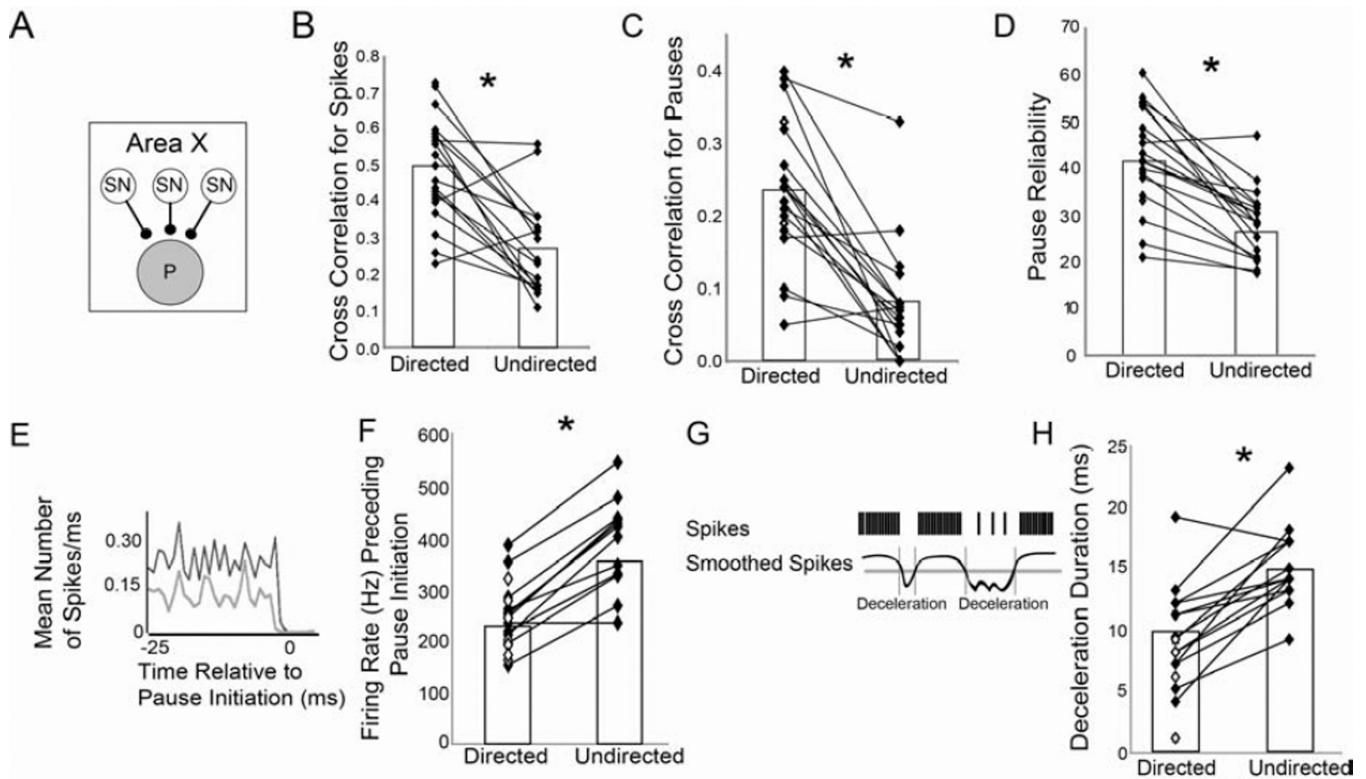 A
Area X
SN SN SN
P
B
Cross Correlation for Spikes
0.8
0.7
0.6
0.5
0.4
0.3
0.2
0.1
0.0
*
Directed Undirected
C
Cross Correlation for Pauses
0.4
0.3
0.2
0.1
0.0
*
Directed Undirected
D
Pause Reliability
70
60
50
40
30
20
10
0
*
Directed Undirected
E
Mean Number
of Spikes/ms
0.30
0.15
0
-25 0
Time Relative to
Pause Initiation (ms)
F
Firing Rate (Hz) Preceding
Pause Initiation
600
500
400
300
200
100
0
*
Directed Undirected
G
Spikes
Smoothed Spikes
Deceleration Deceleration
H
Deceleration Duration (ms)
25
20
15
10
5
0
*
Directed Undirected